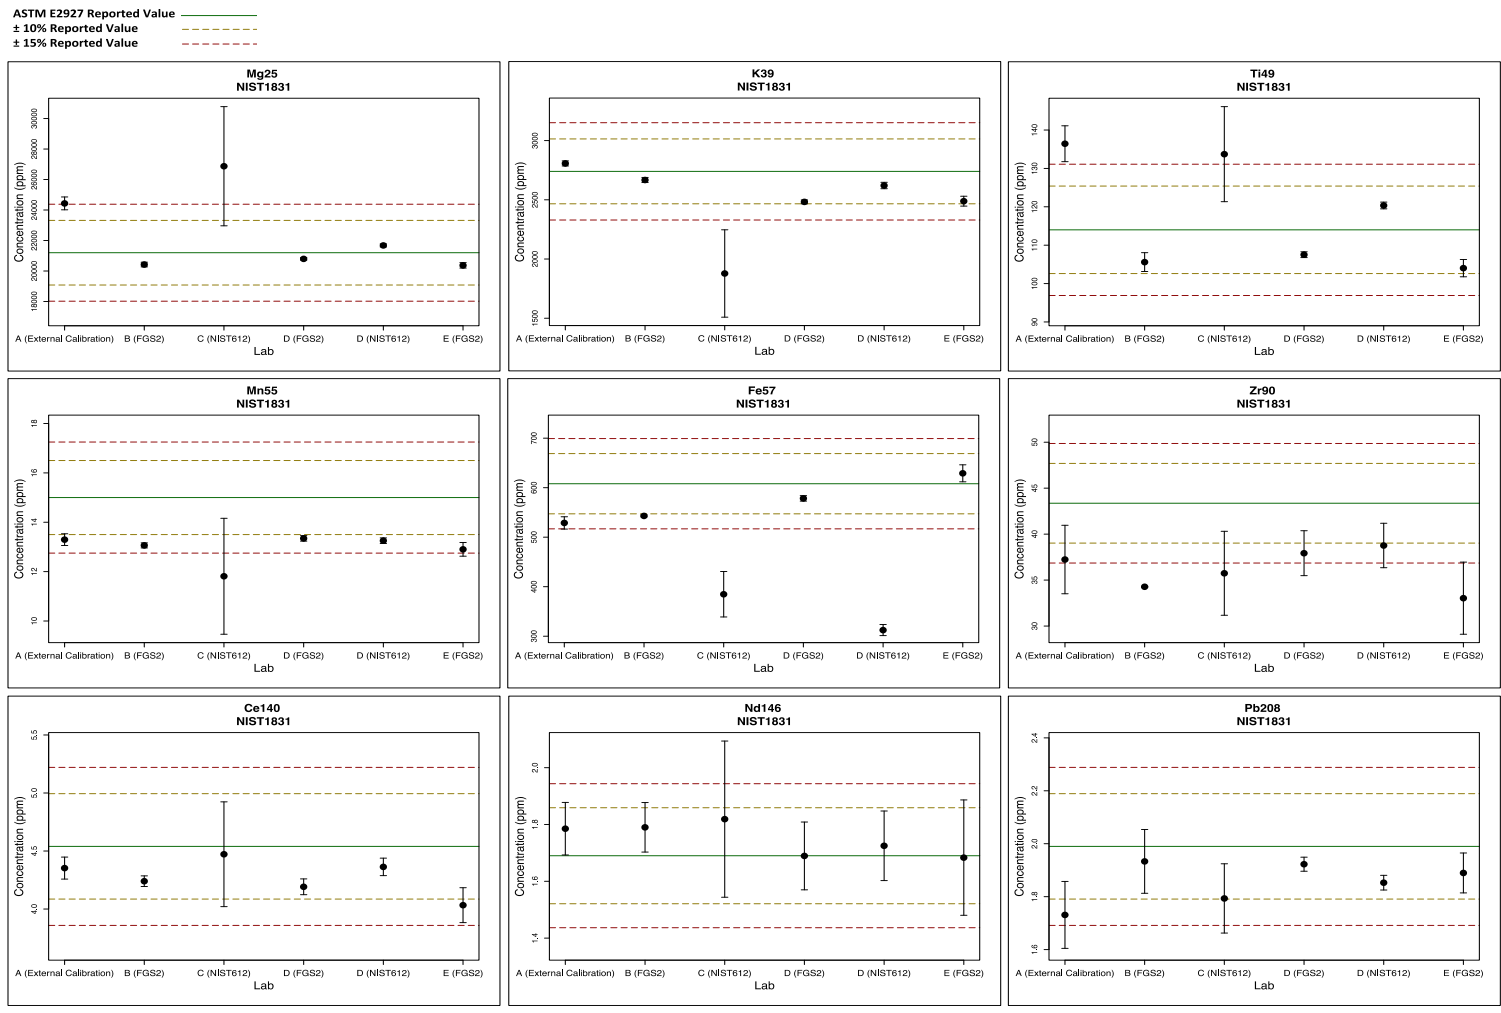 ASTM E2927 Reported Value
± 10% Reported Value
± 15% Reported Value
Mg25
NIST1831
Concentration (ppm)
30000
28000
26000
24000
22000
20000
18000
A (External Calibration) B (FGS2) C (NIST612) D (FGS2) D (NIST612) E (FGS2)
Lab
K39
NIST1831
Concentration (ppm)
3000
2500
2000
1500
A (External Calibration) B (FGS2) C (NIST612) D (FGS2) D (NIST612) E (FGS2)
Lab
Ti49
NIST1831
Concentration (ppm)
140
130
120
110
100
90
A (External Calibration) B (FGS2) C (NIST612) D (FGS2) D (NIST612) E (FGS2)
Lab
Mn55
NIST1831
Concentration (ppm)
18
16
14
12
10
A (External Calibration) B (FGS2) C (NIST612) D (FGS2) D (NIST612) E (FGS2)
Lab
Fe57
NIST1831
Concentration (ppm)
700
600
500
400
300
A (External Calibration) B (FGS2) C (NIST612) D (FGS2) D (NIST612) E (FGS2)
Lab
Zr90
NIST1831
Concentration (ppm)
50
45
40
35
30
A (External Calibration) B (FGS2) C (NIST612) D (FGS2) D (NIST612) E (FGS2)
Lab
Ce140
NIST1831
Concentration (ppm)
5.5
5.0
4.5
4.0
A (External Calibration) B (FGS2) C (NIST612) D (FGS2) D (NIST612) E (FGS2)
Lab
Nd146
NIST1831
Concentration (ppm)
2.0
1.8
1.6
1.4
A (External Calibration) B (FGS2) C (NIST612) D (FGS2) D (NIST612) E (FGS2)
Lab
Pb208
NIST1831
Concentration (ppm)
2.4
2.2
2.0
1.8
1.6
A (External Calibration) B (FGS2) C (NIST612) D (FGS2) D (NIST612) E (FGS2)
Lab